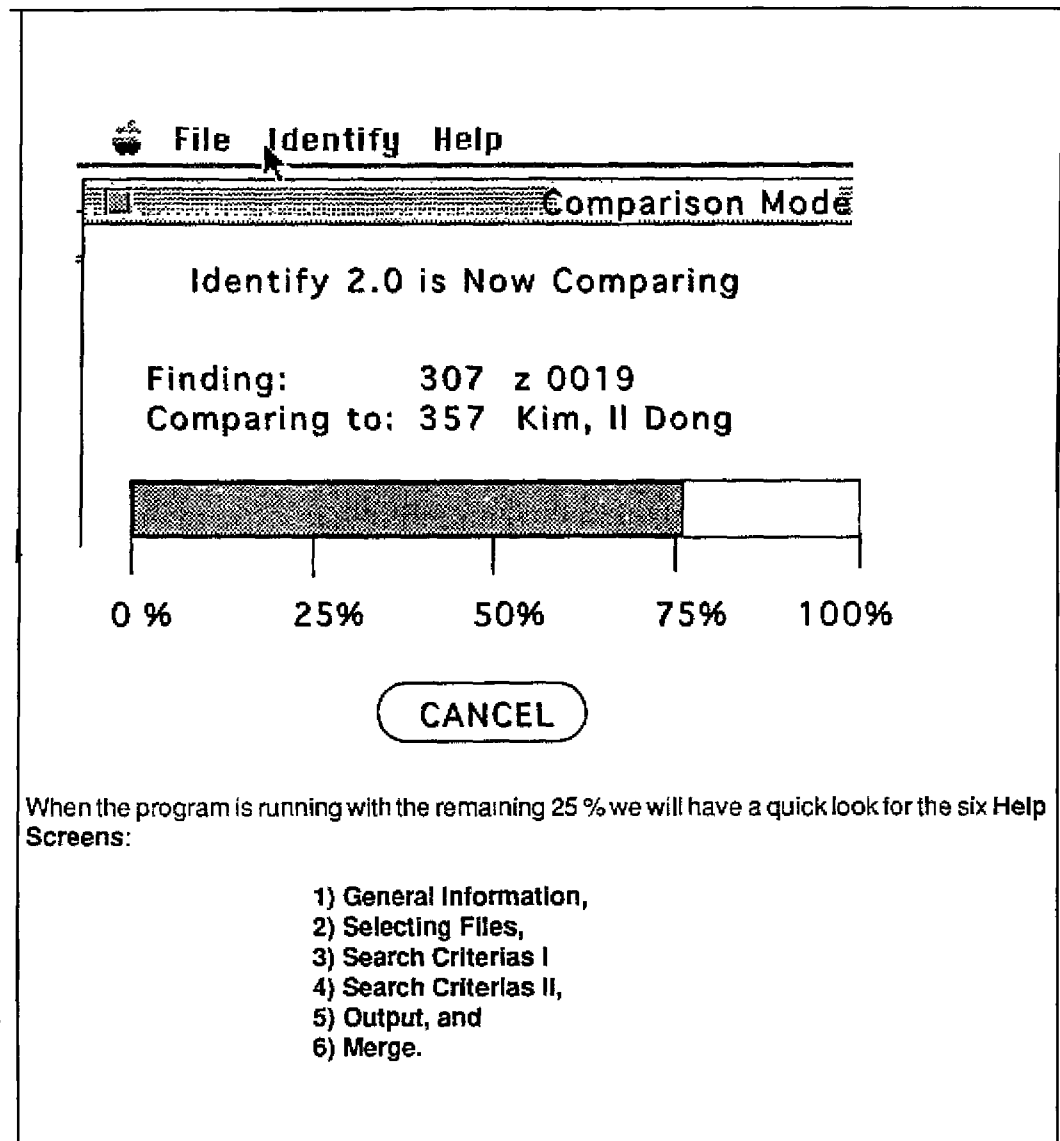 File Identify Help
Comparison Mode
Identify 2.0 is Now Comparing
Finding: 307 z 0019
Comparing to: 357 Kim, Il Dong
0 % 25% 50% 75% 100%
CANCEL
When the program is running with the remaining 25 % we will have a quick look for the six Help
Screens:
1) General Information,
2) Selecting Files,
3) Search Criterias I
4) Search Criterias II,
5) Output, and
6) Merge.